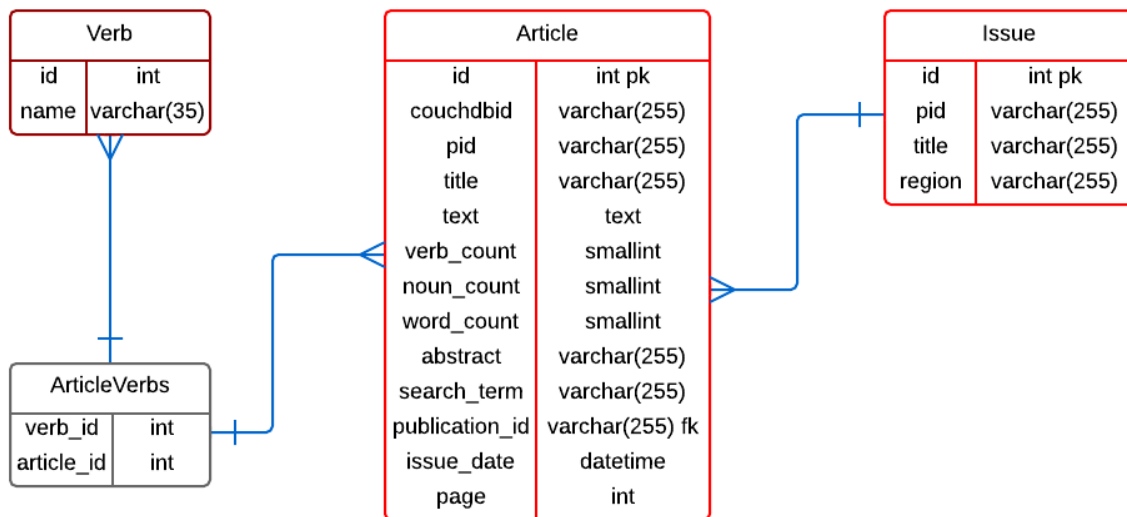 Verb
id int
name varchar(35)
Article
id int pk
couchdbid varchar(255)
pid varchar(255)
title varchar(255)
text text
verb_count smallint
noun_count smallint
word_count smallint
abstract varchar(255)
search_term varchar(255)
publication_id varchar(255) fk
issue_date datetime
page int
Issue
id int pk
pid varchar(255)
title varchar(255)
region varchar(255)
ArticleVerbs
verb_id int
article_id int